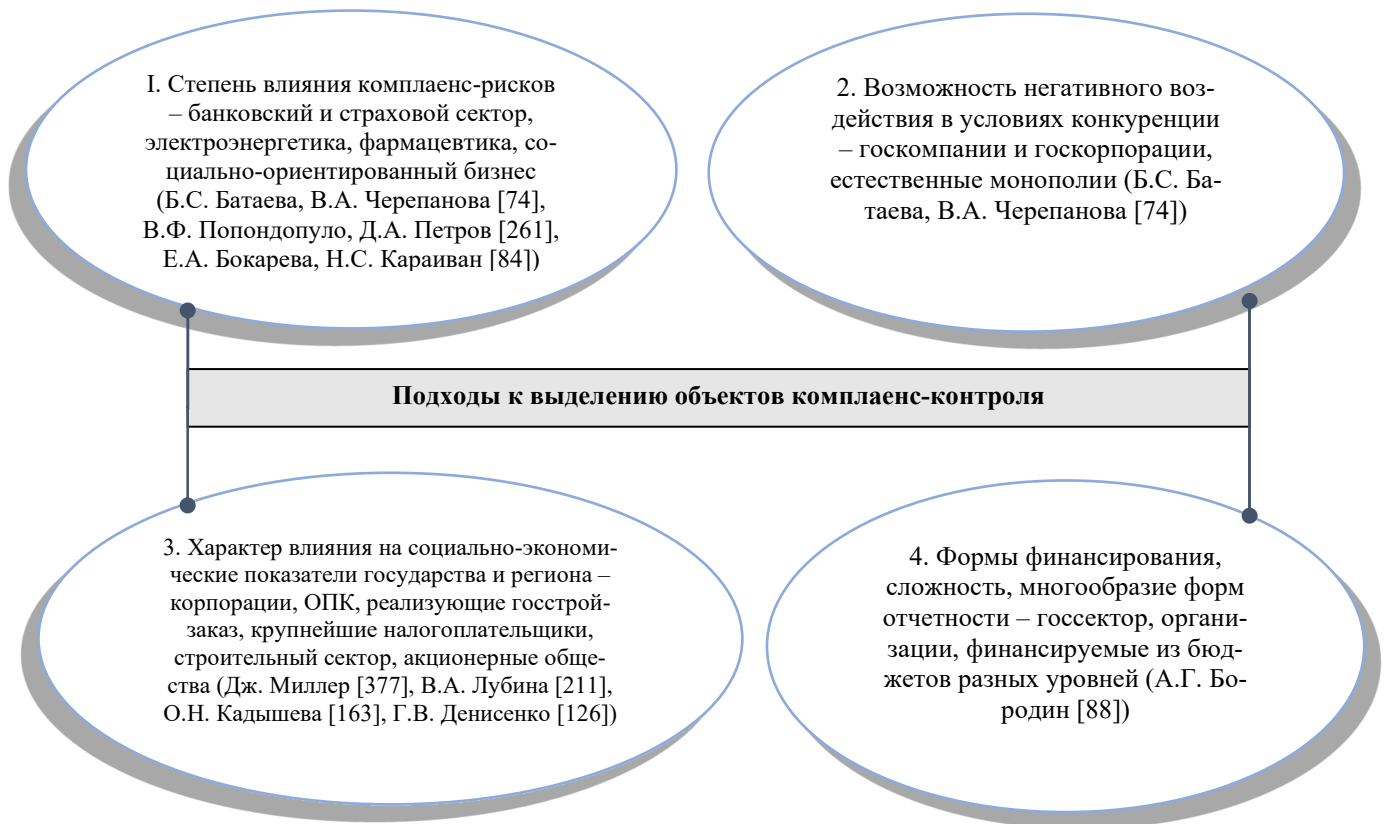 I. Степень влияния комплаенс-рисков
– банковский и страховой сектор,
электроэнергетика, фармацевтика, со-
циально-ориентированный бизнес
(Б.С. Батаева, В.А. Черепанова [74],
В.Ф. Попондопуло, Д.А. Петров [261],
Е.А. Бокарева, Н.С. Караиван [84])
2. Возможность негативного воз-
действия в условиях конкуренции
– госкомпании и госкорпорации,
естественные монополии (Б.С. Ба-
таева, В.А. Черепанова [74])
Подходы к выделению объектов комплаенс-контроля
3. Характер влияния на социально-экономи-
ческие показатели государства и региона –
корпорации, ОПК, реализующие госстрой-
заказ, крупнейшие налогоплательщики,
строительный сектор, акционерные обще-
ства (Дж. Миллер [377], В.А. Лубина [211],
О.Н. Кадышева [163], Г.В. Денисенко [126])
4. Формы финансирования,
сложность, многообразие форм
отчетности – госсектор, органи-
зации, финансируемые из бюд-
жетов разных уровней (А.Г. Бо-
родин [88])